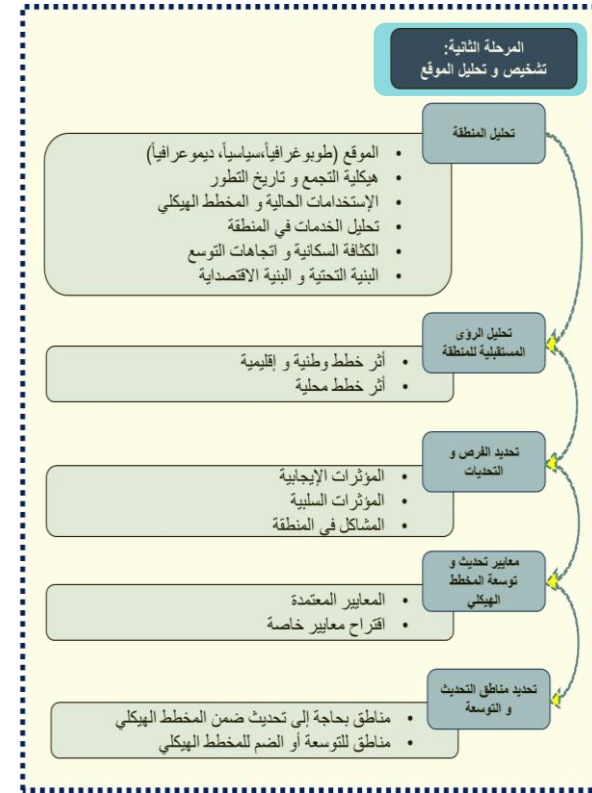 المرحلة الثانية:
تشخيص و تحليل الموقع
تحليل المنطقة
• الموقع (طوبوغرافياً،سياسياً، ديموعرافياً)
• هيكلية التجمع و تاريخ التطور
• الإستخدامات الحالية و المخطط الهيكلي
• تحليل الخدمات في المنطقة
• الكثافة السكانية و اتجاهات التوسع
• البنية التحتية و البنية الاقتصداية
تحليل الرؤى
المستقبلية للمنطقة
• أثر خطط وطنية و إقليمية
• أثر خطط محلية
تحديد الفرص و
التحديات
• المؤثرات الإيجابية
• المؤثرات السلبية
• المشاكل في المنطقة
معايير تحديث و
توسعة المخطط
الهيكلي
• المعايير المعتمدة
• اقتراح معايير خاصة
تحديد مناطق التحديث
و التوسعة
• مناطق بحاجة إلى تحديث ضمن المخطط الهيكلي
• مناطق للتوسعة أو الضم للمخطط الهيكلي